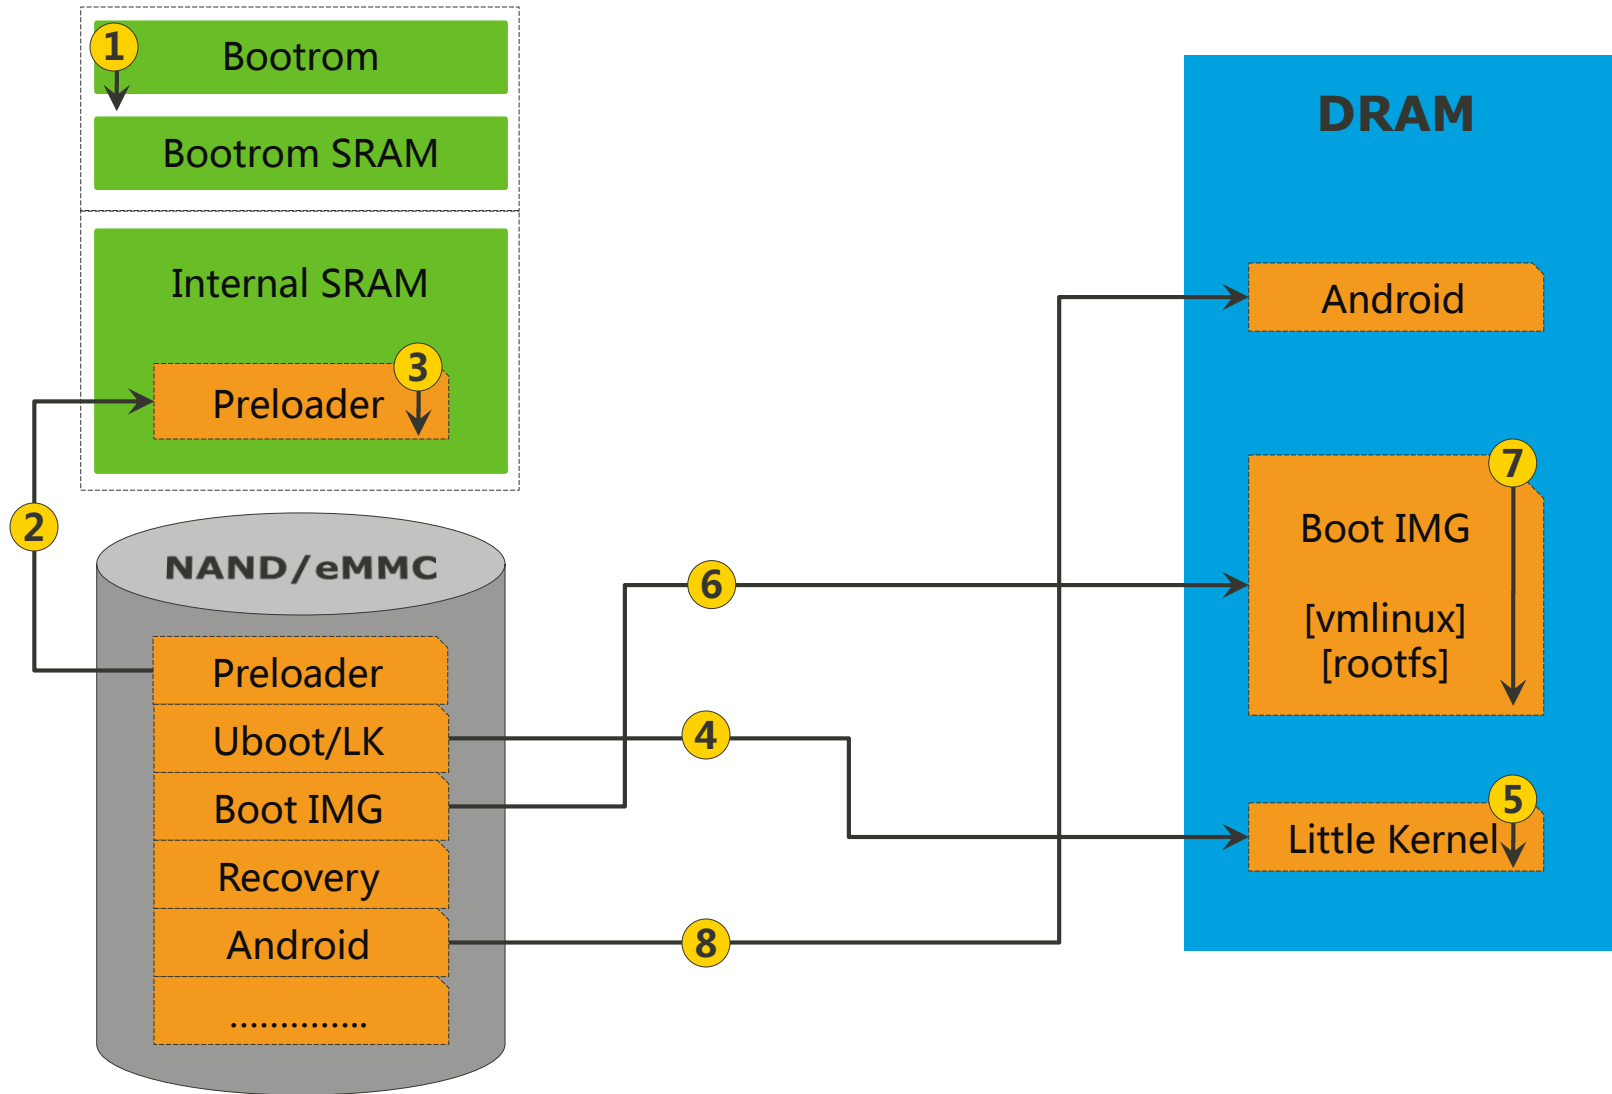 1
Bootrom
Bootrom SRAM
Internal SRAM
3
Preloader
2
NAND/eMMC
Preloader
Uboot/LK
Boot IMG
Recovery
Android
..............
6
4
8
DRAM
Android
7
Boot IMG
[vmlinux]
[rootfs]
5
Little Kernel